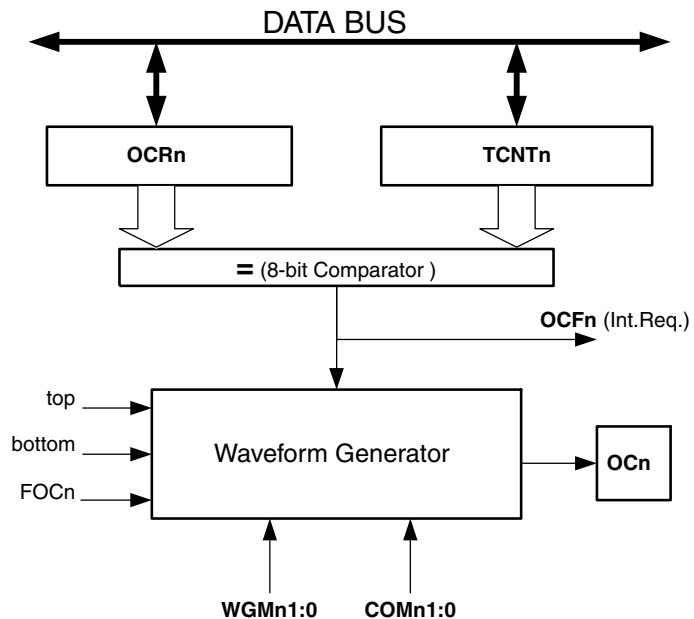 DATA BUS
OCRn
TCNTn
= (8-bit Comparator )
OCFn (Int.Req.)
top
bottom
FOCn
Waveform Generator
OCn
WGMn1:0
COMn1:0